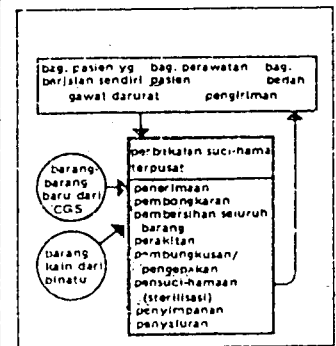 bag. pasien yg bag. perawatan bag.
berjalan sendiri pasien bedah
gawat darurat pengiriman
perbekalan suci-hama
terpusat
penerimaan
pembongkaran
pembersihan seluruh
barang
perakitan
pembungkusan/
pengepakan
pensuci-hamaan
(sterilisasi)
penyimpanan
penyaluran
barang-
barang
baru dari
CGS
barang
kain dari
binatu